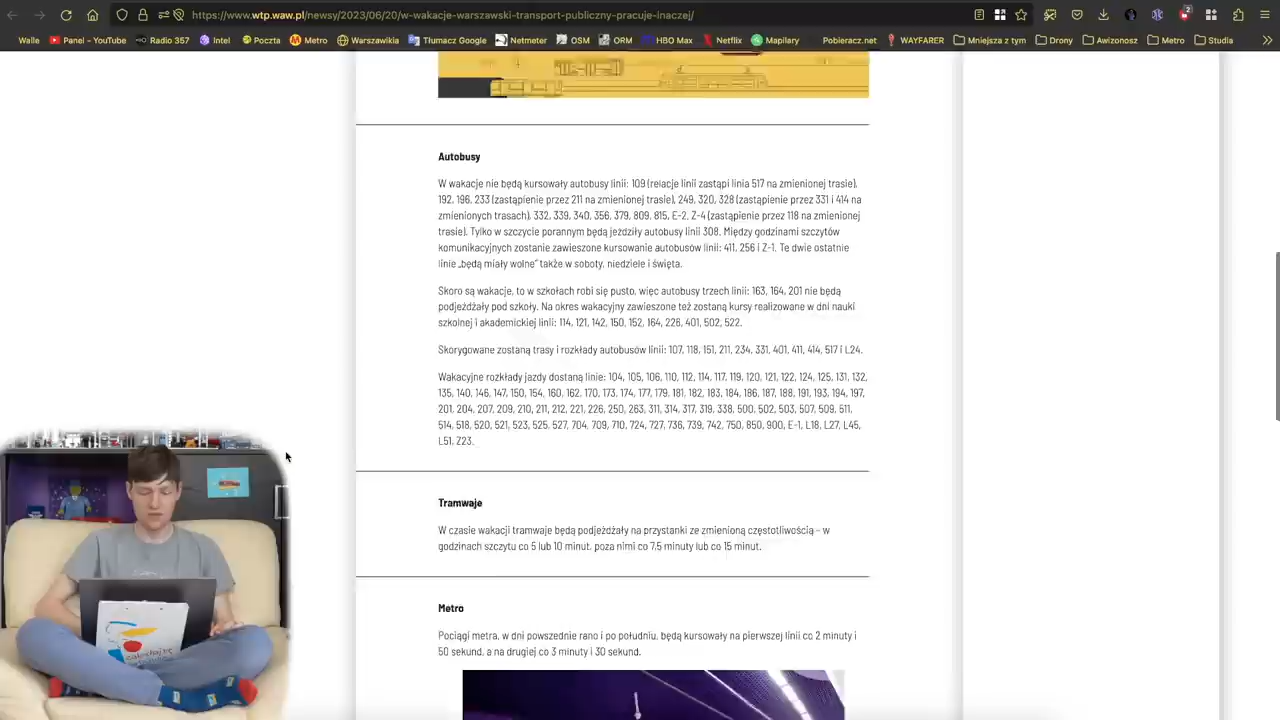 https://www.wtp.waw.pl/newsy/2023/06/20/w-wakacje-warszawski-transport-publiczny-pracuje-inaczej/
Walle Panel - YouTube Radio 357 Intel Poczta Metro Warszawikia Tłumacz Google Netmeter OSM ORM HBO Max Netflix Mapilary Pobieracz.net WAYFARER Mniejsza z tym Drony Awizonosz Metro Studia
Autobusy
W wakacje nie będą kursowały autobusy linii: 109 (relacje linii zastąpi linia 517 na zmienionej trasie),
192, 196, 233 (zastąpienie przez 211 na zmienionej trasie), 249, 320, 328 (zastąpienie przez 331 i 414 na
zmienionych trasach), 332, 339, 340, 356, 379, 809, 815, E-2, Z-4 (zastąpienie przez 118 na zmienionej
trasie). Tylko w szczycie porannym będą jeździły autobusy linii 308. Między godzinami szczytów
komunikacyjnych zostanie zawieszone kursowanie autobusów linii: 411, 256 i Z-1. Te dwie ostatnie
linie „będą miały wolne" także w soboty, niedziele i święta.
Skoro są wakacje, to w szkołach robi się pusto, więc autobusy trzech linii: 163, 164, 201 nie będą
podjeżdżały pod szkoły. Na okres wakacyjny zawieszone też zostaną kursy realizowane w dni nauki
szkolnej i akademickiej linii: 114, 121, 142, 150, 152, 164, 226, 401, 502, 522.
Skorygowane zostaną trasy i rozkłady autobusów linii: 107, 118, 151, 211, 234, 331, 401, 411, 414, 517 i L24.
Wakacyjne rozkłady jazdy dostaną linie: 104, 105, 106, 110, 112, 114, 117, 119, 120, 121, 122, 124, 125, 131, 132,
135, 140, 146, 147, 150, 154, 160, 162, 170, 173, 174, 177, 179, 181, 182, 183, 184, 186, 187, 188, 191, 193, 194, 197,
201, 204, 207, 209, 210, 211, 212, 221, 226, 250, 263, 311, 314, 317, 319, 338, 500, 502, 503, 507, 509, 511,
514, 518, 520, 521, 523, 525, 527, 704, 709, 710, 724, 727, 736, 739, 742, 750, 850, 900, E-1, L18, L27, L45,
L51, Z23.
Tramwaje
W czasie wakacji tramwaje będą podjeżdżały na przystanki ze zmienioną częstotliwością – w
godzinach szczytu co 5 lub 10 minut, poza nimi co 7,5 minuty lub co 15 minut.
Metro
Pociągi metra, w dni powszednie rano i po południu, będą kursowały na pierwszej linii co 2 minuty i
50 sekund, a na drugiej co 3 minuty i 30 sekund.